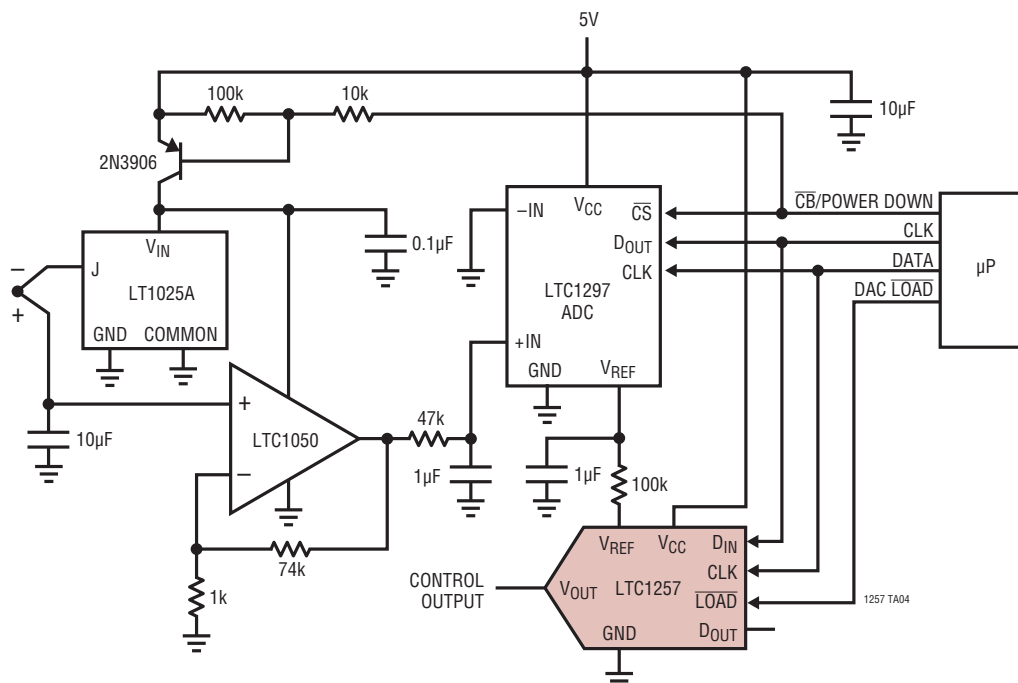 5V
100k
10k
10µF
2N3906
VIN
0.1µF
J
LT1025A
GND
COMMON
–
+
10µF
+
–
LTC1050
47k
1µF
74k
1k
–IN
VCC
CS
DOUT
CLK
LTC1297
ADC
+IN
GND
VREF
CB/POWER DOWN
CLK
DATA
DAC LOAD
µP
1µF
100k
VREF
VCC
DIN
CLK
LOAD
DOUT
VOUT
LTC1257
GND
CONTROL
OUTPUT
1257 TA04